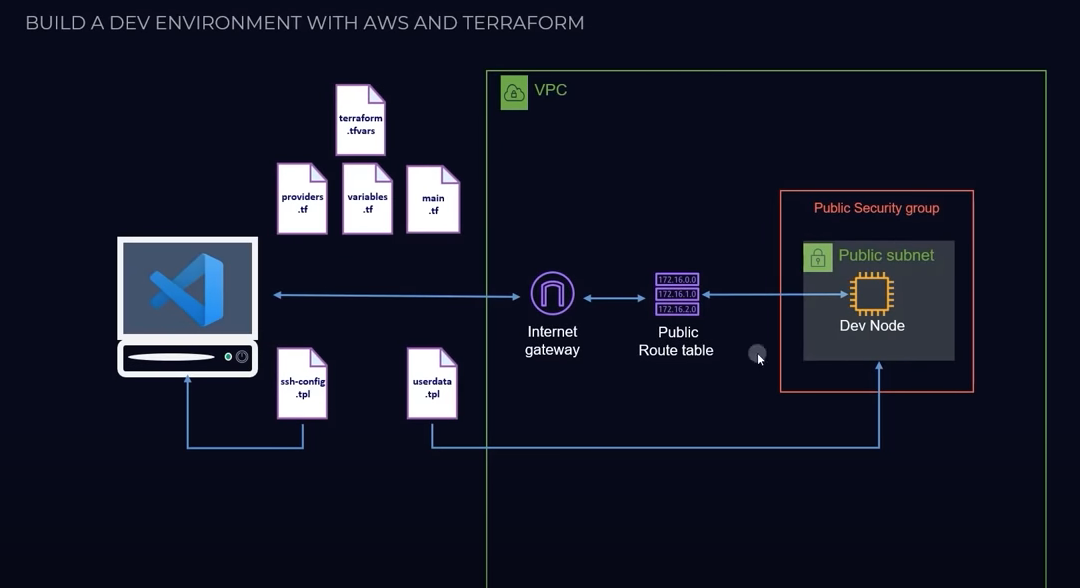 BUILD A DEV ENVIRONMENT WITH AWS AND TERRAFORM
VPC
terraform
.tfvars
providers
.tf
variables
.tf
main
.tf
Public Security group
Public subnet
172.16.0.0
172.16.1.0
172.16.2.0
Dev Node
Internet
gateway
Public
Route table
ssh-config
.tpl
userdata
.tpl